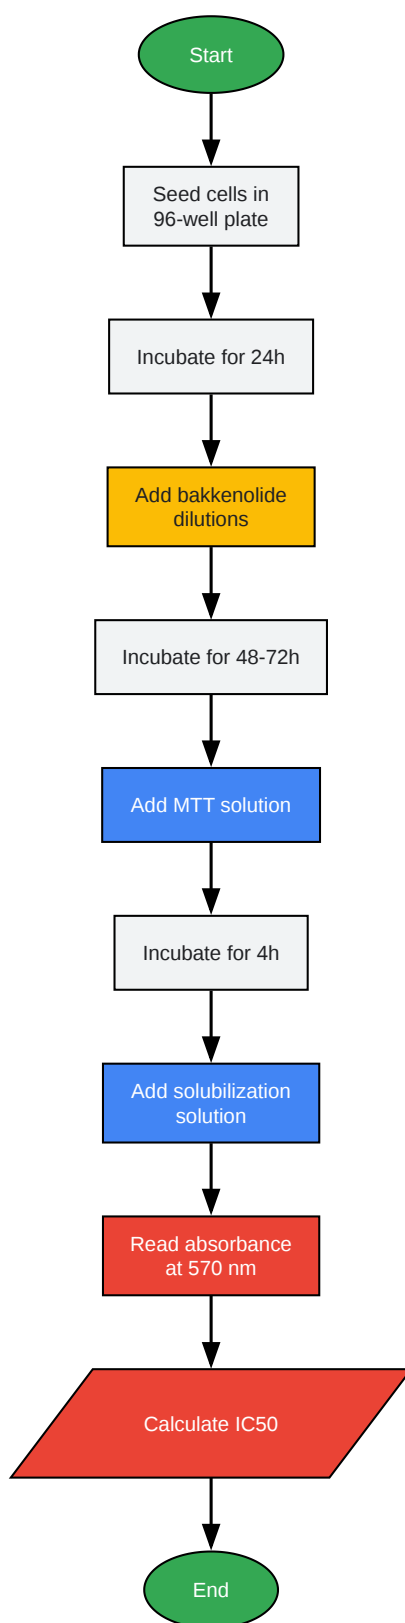 Start
Seed cells in
96-well plate
Incubate for 24h
Add bakkenolide
dilutions
Incubate for 48-72h
Add MTT solution
Incubate for 4h
Add solubilization
solution
Read absorbance
at 570 nm
Calculate IC50
End